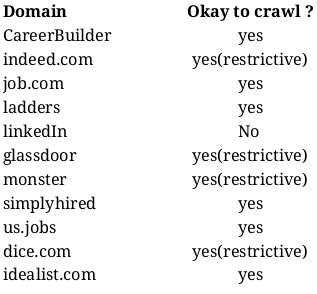 Domain Okay to crawl ?
CareerBuilder yes
indeed.com yes(restrictive)
job.com yes
ladders yes
linkedIn No
glassdoor yes(restrictive)
monster yes(restrictive)
simplyhired yes
us.jobs yes
dice.com yes(restrictive)
idealist.com yes